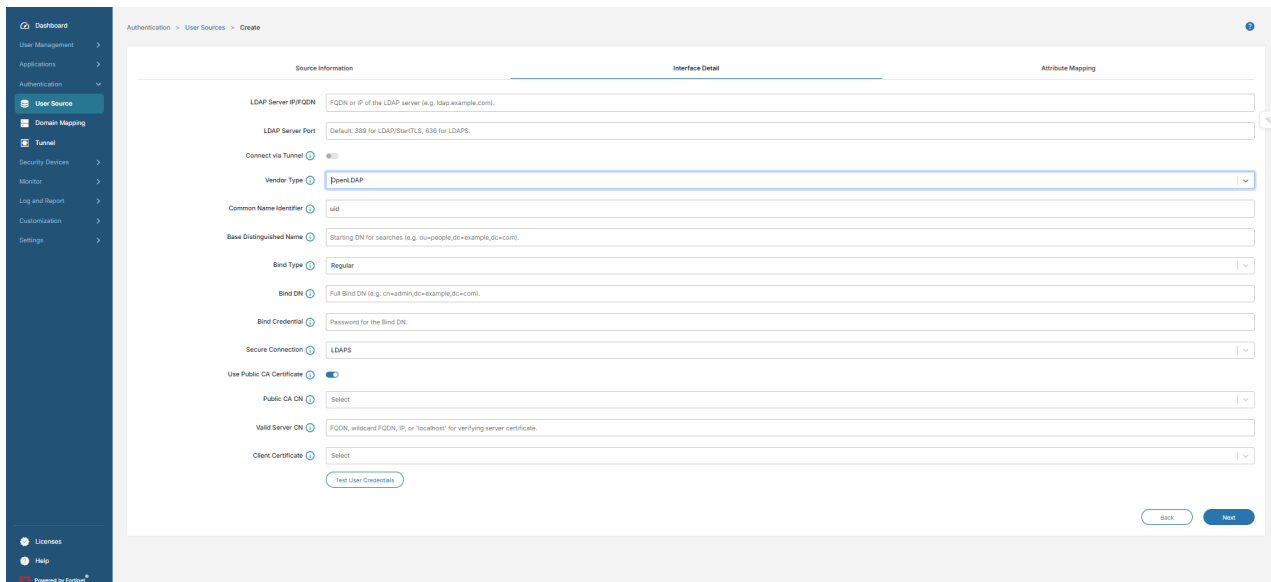 Dashboard
User Management
Applications
Authentication
User Source
Domain Mapping
Tunnel
Security Devices
Monitor
Log and Report
Customization
Settings
Licenses
Help
Powered by Fortinet
Authentication > User Sources > Create
Source Information Interface Detail Attribute Mapping
LDAP Server IP/FQDN FQDN or IP of the LDAP server (e.g. ldap.example.com).
LDAP Server Port Default: 389 for LDAP/StartTLS, 636 for LDAPS.
Connect via Tunnel
Vendor Type OpenLDAP
Common Name Identifier uid
Base Distinguished Name Starting DN for searches (e.g. ou=people,dc=example,dc=com).
Bind Type Regular
Bind DN Full Bind DN (e.g. cn=admin,dc=example,dc=com).
Bind Credential Password for the Bind DN.
Secure Connection LDAPS
Use Public CA Certificate
Public CA CN Select
Valid Server CN FQDN, wildcard FQDN, IP, or 'localhost' for verifying server certificate.
Client Certificate Select
Test User Credentials
Back Next